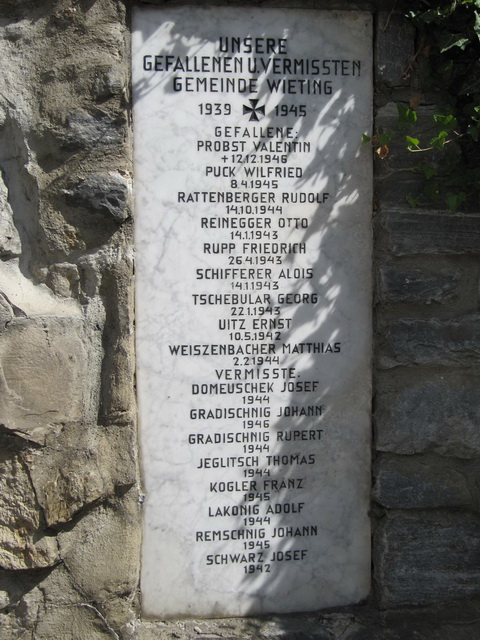 UNSERE
GEFALLENEN U. VERMISSTEN
GEMEINDE WIETING
1939 1945
GEFALLENE:
PROBST VALENTIN
+12.12.1946
PUCK WILFRIED
8.4.1945
RATTENBERGER RUDOLF
14.10.1944
REINEGGER OTTO
14.1.1943
RUPP FRIEDRICH
26.4.1943
SCHIFFERER ALOIS
14.1.1943
TSCHEBULAR GEORG
22.1.1943
UITZ ERNST
10.5.1942
WEISZENBACHER MATTHIAS
2.2.1944
VERMISSTE.
DOMEUSCHEK JOSEF
1944
GRADISCHNIG JOHANN
1946
GRADISCHNIG RUPERT
1944
JEGLITSCH THOMAS
1944
KOGLER FRANZ
1945
LAKONIG ADOLF
1944
REMSCHNIG JOHANN
1945
SCHWARZ JOSEF
1942